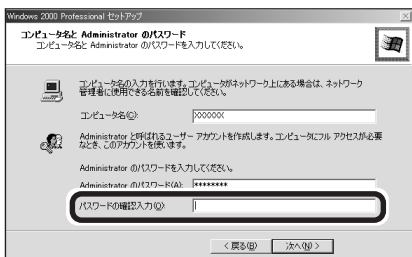 Windows 2000 Professional セットアップ
コンピュータ名と Administrator のパスワード
コンピュータ名と Administrator のパスワードを入力してください。
コンピュータ名の入力を行います。コンピュータがネットワーク上にある場合は、ネットワーク
管理者に使用できる名前を確認してください。
コンピュータ名(C): XXXXXX
Administrator と呼ばれるユーザー アカウントを作成します。コンピュータにフル アクセスが必要
なとき、このアカウントを使います。
Administrator のパスワードを入力してください。
Administrator のパスワード(A): ********
パスワードの確認入力(O):
< 戻る(B) 次へ(N) >